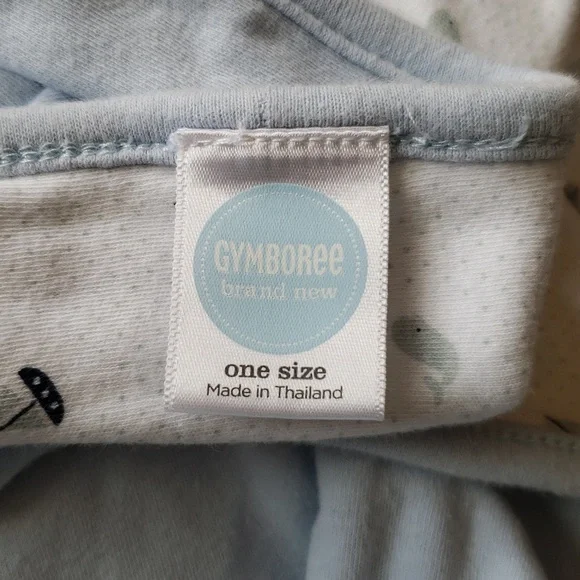 GYMBOREE
brand new
one size
Made in Thailand